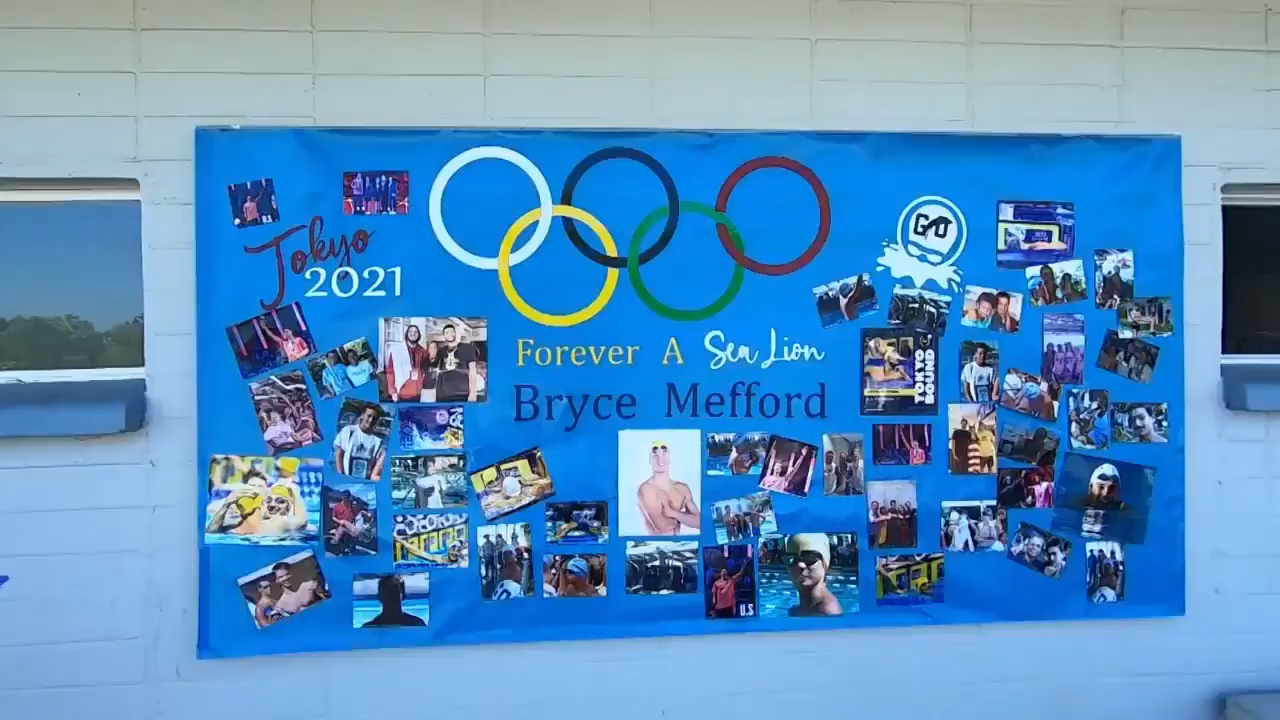 Tokyo
2021
Forever A Sea Lion
Bryce Mefford
TOKYO
BOUND
U.S